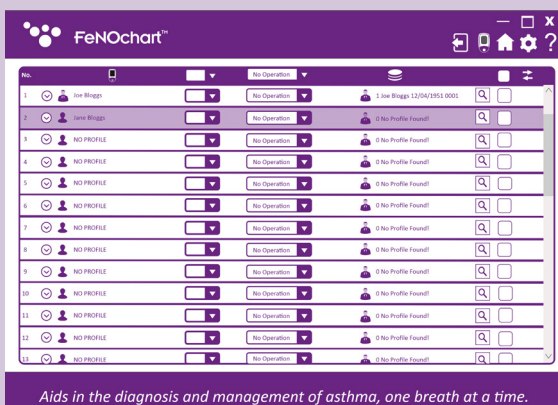 FeNOchart™
No. No Operation
1 Joe Bloggs No Operation 1 Joe Bloggs 12/04/1951 0001
2 Jane Bloggs No Operation 0 No Profile Found!
3 NO PROFILE No Operation 0 No Profile Found!
4 NO PROFILE No Operation 0 No Profile Found!
5 NO PROFILE No Operation 0 No Profile Found!
6 NO PROFILE No Operation 0 No Profile Found!
7 NO PROFILE No Operation 0 No Profile Found!
8 NO PROFILE No Operation 0 No Profile Found!
9 NO PROFILE No Operation 0 No Profile Found!
10 NO PROFILE No Operation 0 No Profile Found!
11 NO PROFILE No Operation 0 No Profile Found!
12 NO PROFILE No Operation 0 No Profile Found!
13 NO PROFILE No Operation 0 No Profile Found!
Aids in the diagnosis and management of asthma, one breath at a time.